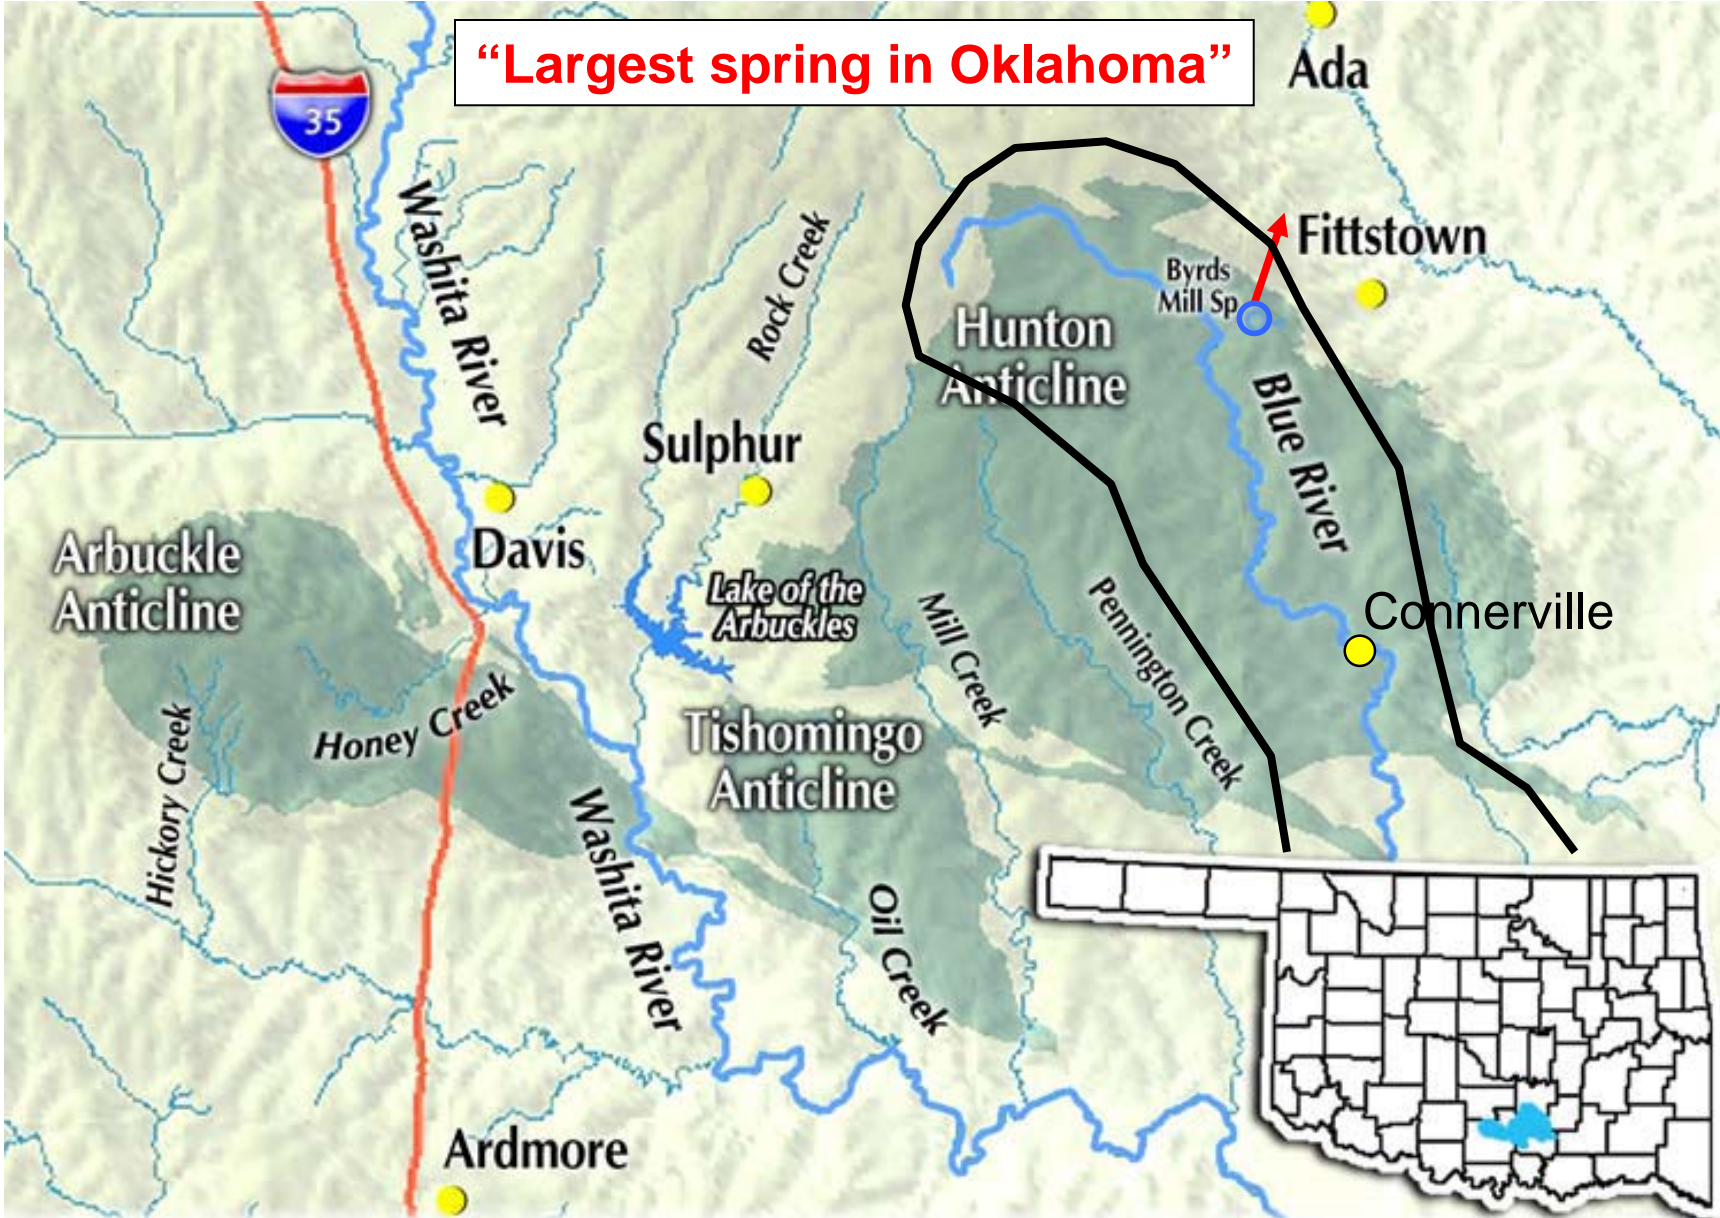 “Largest spring in Oklahoma”
Ada
35
Washita River
Rock Creek
Fittstown
Byrds
Mill Sp
Hunton
Anticline
Blue River
Sulphur
Davis
Arbuckle
Anticline
Lake of the
Arbuckles
Mill Creek
Pennington Creek
Connerville
Honey Creek
Hickory Creek
Tishomingo
Anticline
Washita River
Oil Creek
Ardmore